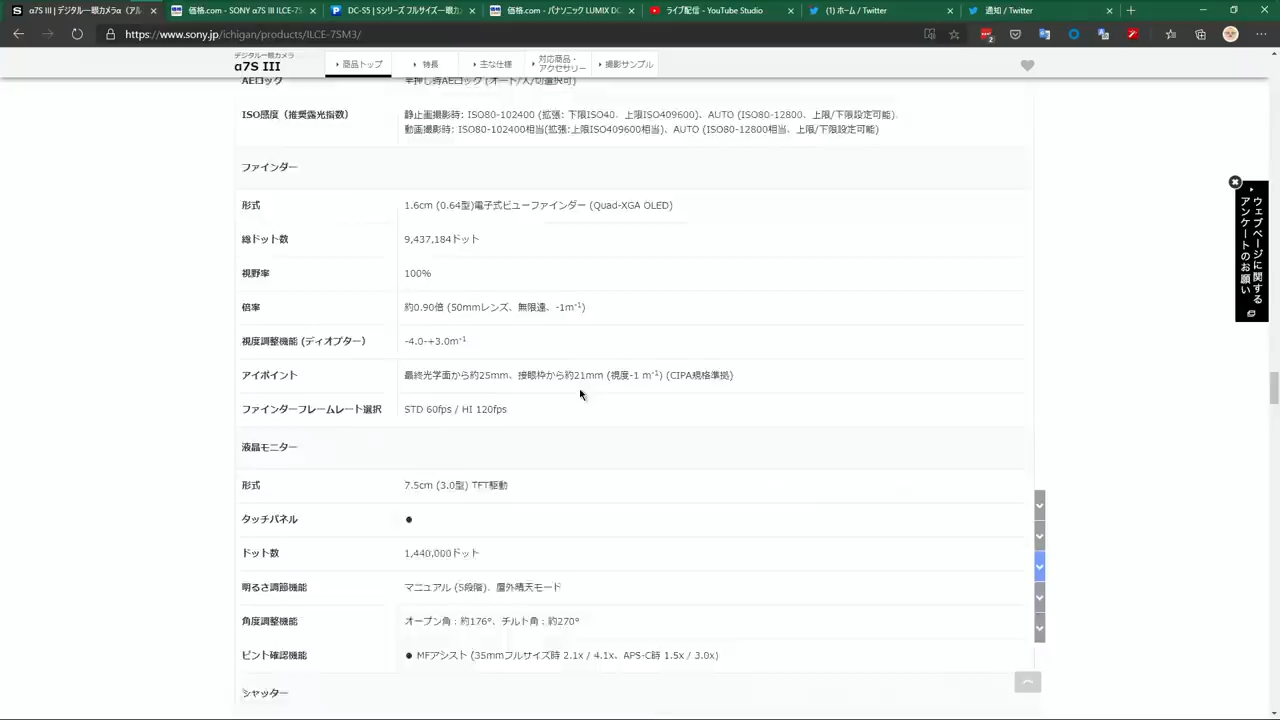 α7S III | デジタル一眼カメラα
価格.com - ソニー α7S III ILCE
DC-S5 | Sシリーズ フルサイズ一眼カ
価格.com - パナソニック LUMIX DC
ライブ配信 - YouTube Studio
(1) ホーム / Twitter
通知 / Twitter
https://www.sony.jp/ichigan/products/ILCE-7SM3/
デジタル一眼カメラ
α7S III
商品トップ
特長
主な仕様
対応商品・
アクセサリー
撮影サンプル
AEロック
半押し時AEロック (オート/入/切選択可)
ISO感度（推奨露光指数）
静止画撮影時: ISO80-102400 (拡張: 下限ISO40、上限ISO409600)、AUTO (ISO80-12800、上限/下限設定可能)、
動画撮影時: ISO80-102400相当(拡張:上限ISO409600相当)、AUTO (ISO80-12800相当、上限/下限設定可能)
ファインダー
形式
1.6cm (0.64型)電子式ビューファインダー (Quad-XGA OLED)
総ドット数
9,437,184ドット
視野率
100%
倍率
約0.90倍 (50mmレンズ、無限遠、-1m⁻¹)
視度調整機能 (ディオプター)
-4.0-+3.0m⁻¹
アイポイント
最終光学面から約25mm、接眼枠から約21mm (視度-1 m⁻¹) (CIPA規格準拠)
ファインダーフレームレート選択
STD 60fps / HI 120fps
液晶モニター
形式
7.5cm (3.0型) TFT駆動
タッチパネル
●
ドット数
1,440,000ドット
明るさ調節機能
マニュアル (5段階)、屋外晴天モード
角度調整機能
オープン角：約176°、チルト角：約270°
ピント確認機能
● MFアシスト (35mmフルサイズ時 2.1x / 4.1x、APS-C時 1.5x / 3.0x)
シャッター
ウェブページに関する
アンケートのお願い